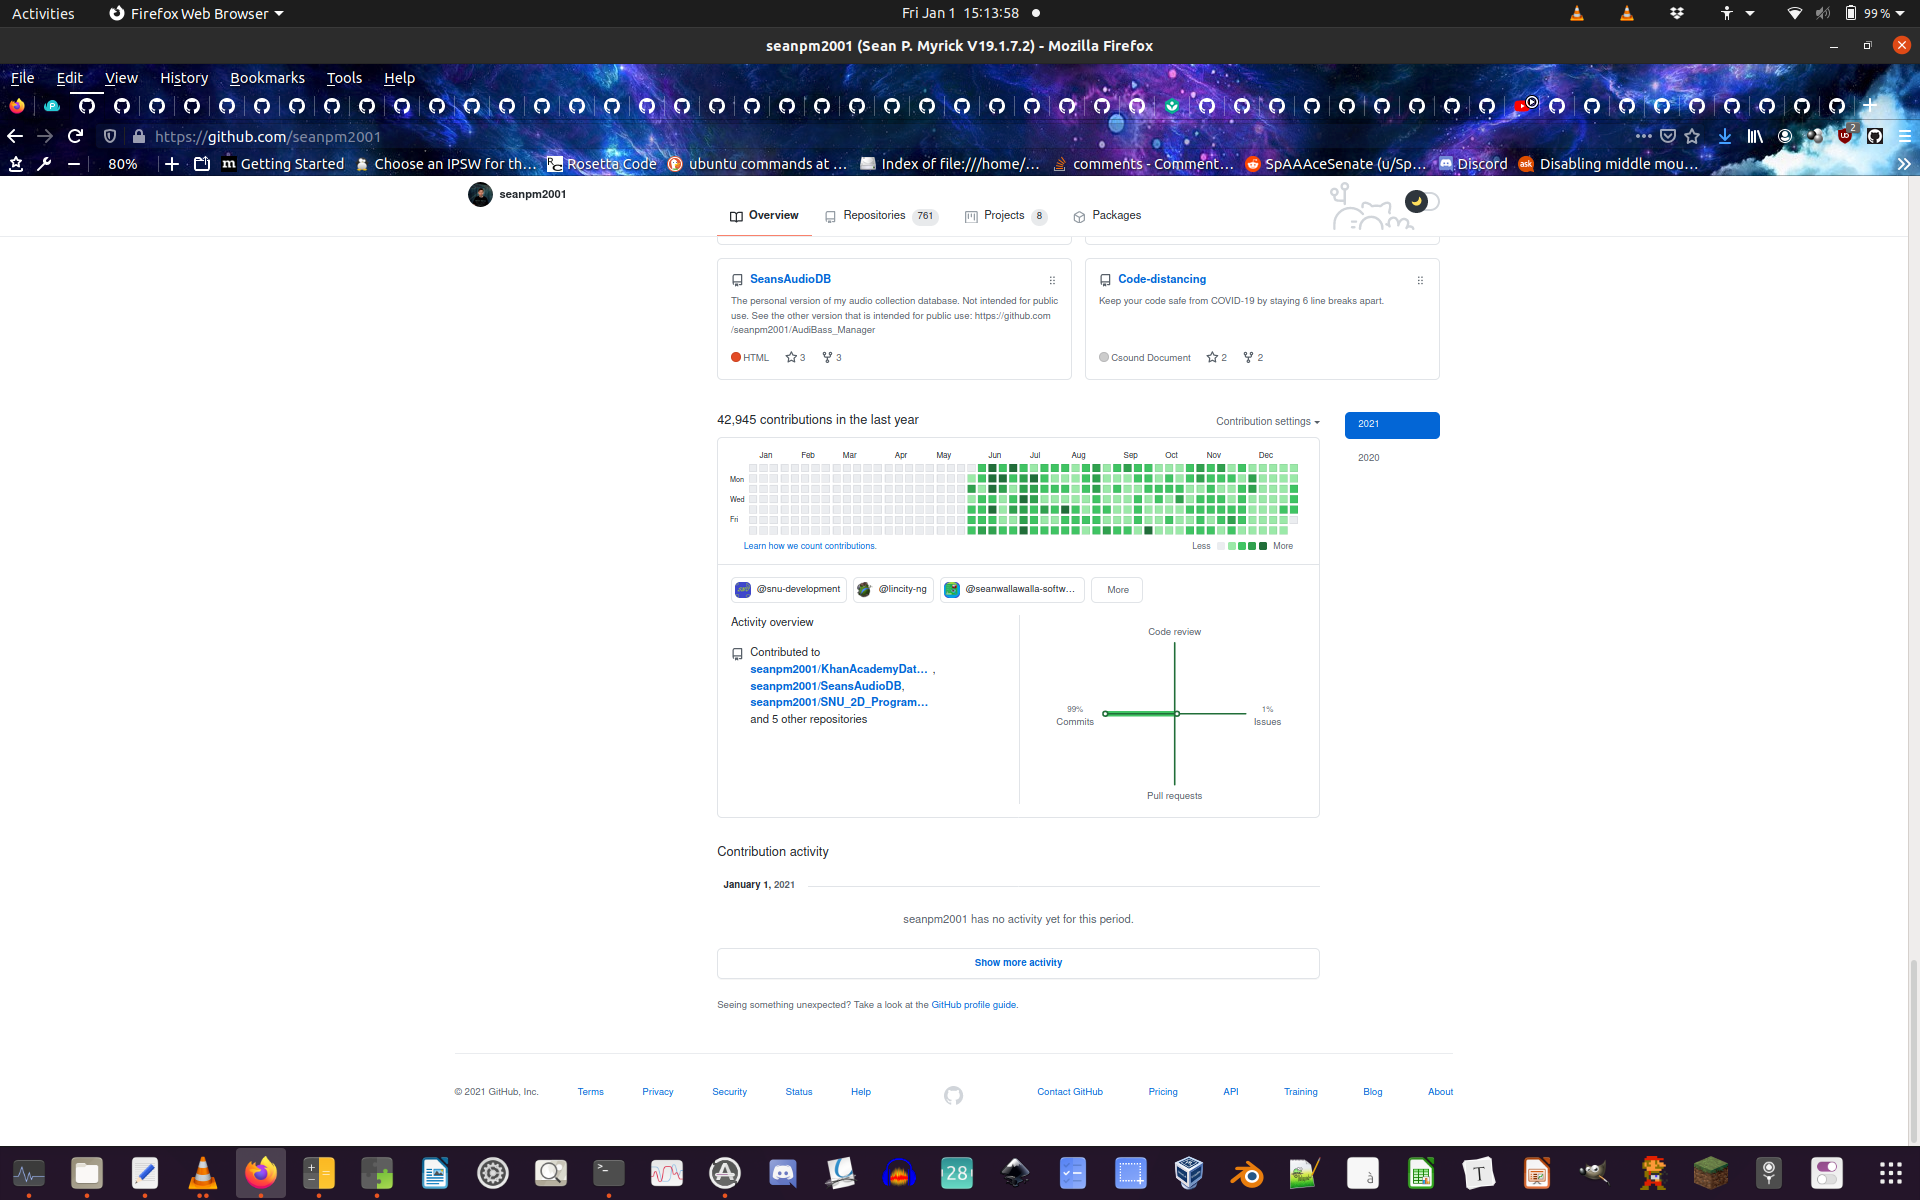 Activities
Firefox Web Browser
Fri Jan 1 15:13:58
99 %
seanpm2001 (Sean P. Myrick V19.1.7.2) - Mozilla Firefox
File Edit View History Bookmarks Tools Help
https://github.com/seanpm2001
2
80%
Getting Started
Choose an IPSW for th…
Rosetta Code
ubuntu commands at …
Index of file:///home/…
comments - Comment…
SpAAAceSenate (u/Sp…
Discord
Disabling middle mou…
seanpm2001
Overview
Repositories 761
Projects 8
Packages
SeansAudioDB
The personal version of my audio collection database. Not intended for public
use. See the other version that is intended for public use: https://github.com
/seanpm2001/AudiBass_Manager
HTML 3 3
Code-distancing
Keep your code safe from COVID-19 by staying 6 line breaks apart.
Csound Document 2 2
42,945 contributions in the last year
Contribution settings
2021
2020
Jan Feb Mar Apr May Jun Jul Aug Sep Oct Nov Dec
Mon
Wed
Fri
Learn how we count contributions.
Less More
@snu-development
@lincity-ng
@seanwallawalla-softw…
More
Activity overview
Contributed to
seanpm2001/KhanAcademyDat… ,
seanpm2001/SeansAudioDB,
seanpm2001/SNU_2D_Program…
and 5 other repositories
Code review
99%
Commits
1%
Issues
Pull requests
Contribution activity
January 1, 2021
seanpm2001 has no activity yet for this period.
Show more activity
Seeing something unexpected? Take a look at the GitHub profile guide.
© 2021 GitHub, Inc.
Terms
Privacy
Security
Status
Help
Contact GitHub
Pricing
API
Training
Blog
About
28